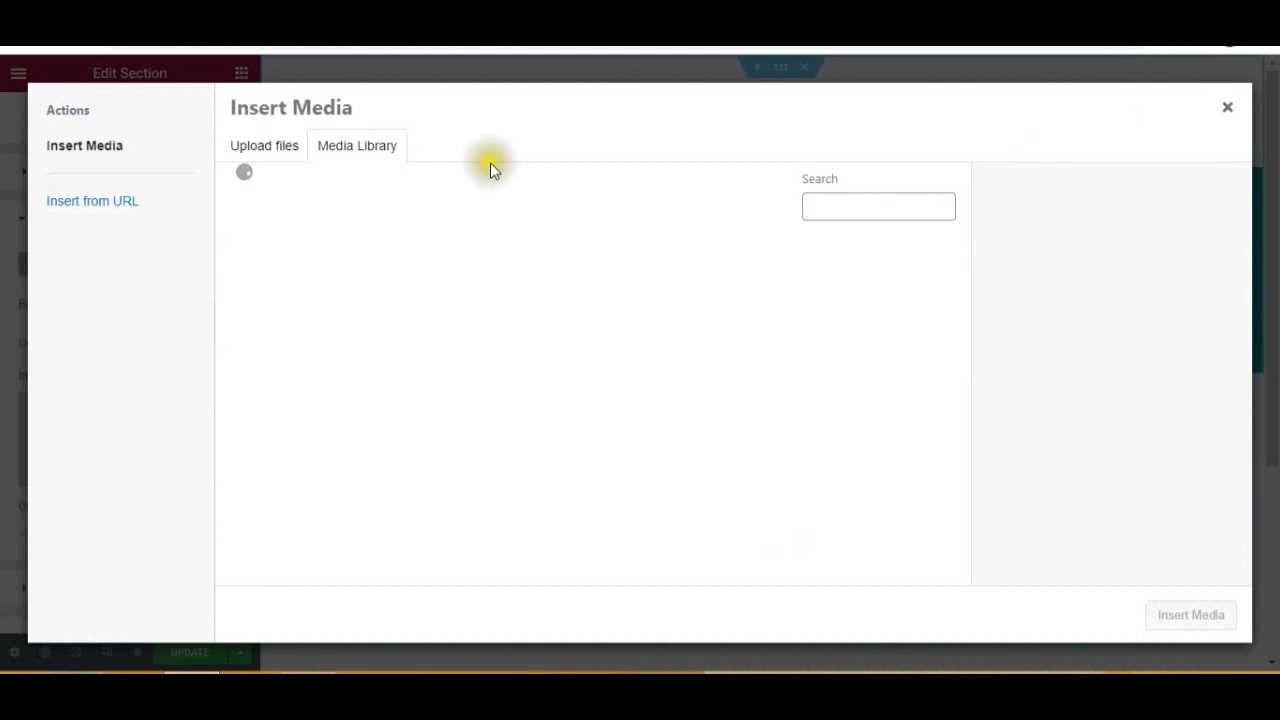 Edit Section
Actions
Insert Media
Insert from URL
Insert Media
Upload files
Media Library
Search
Insert Media
UPDATE